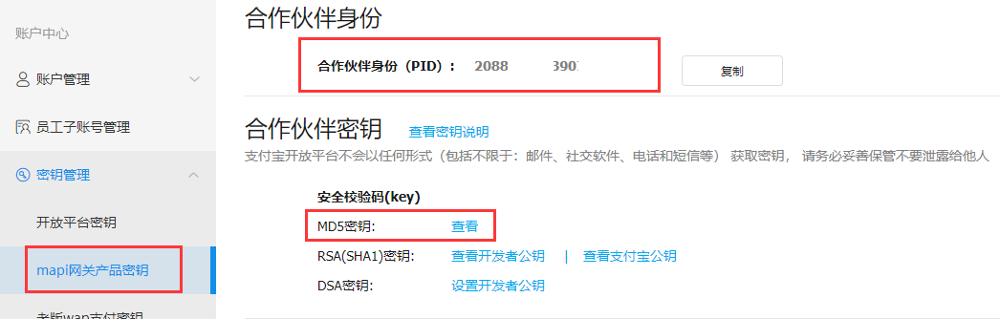 账户中心
账户管理
员工子账号管理
密钥管理
开放平台密钥
mapi网关产品密钥
老版wap支付密钥
合作伙伴身份
合作伙伴身份（PID）： 2088 390
复制
合作伙伴密钥 查看密钥说明
支付宝开放平台不会以任何形式（包括不限于：邮件、社交软件、电话和短信等） 获取密钥， 请务必妥善保管不要泄露给他人
安全校验码(key)
MD5密钥: 查看
RSA(SHA1)密钥: 查看开发者公钥 | 查看支付宝公钥
DSA密钥: 设置开发者公钥